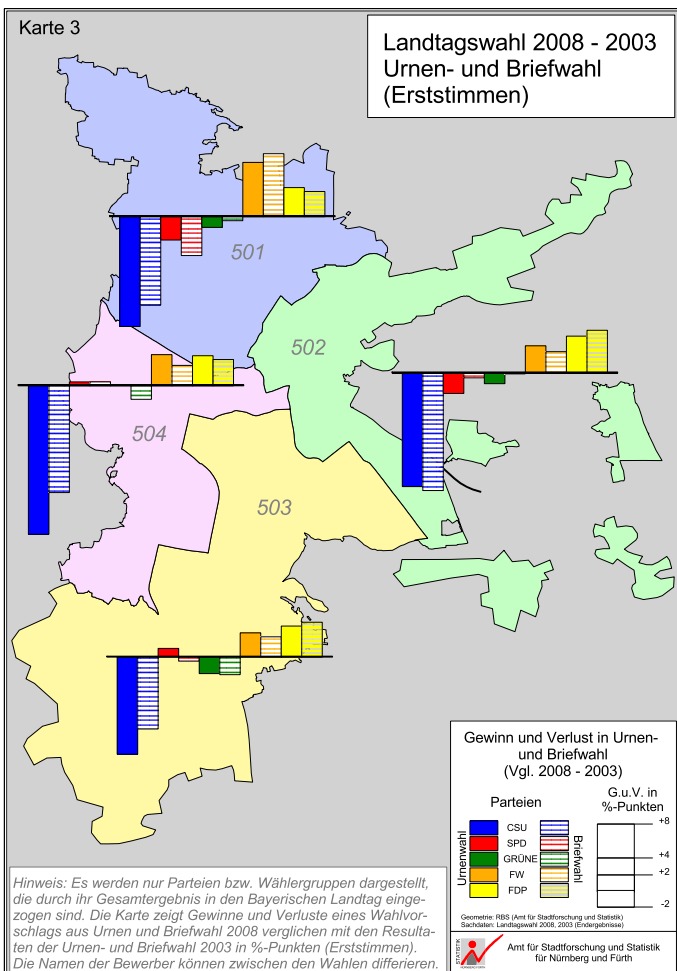 Karte 3
Landtagswahl 2008 - 2003
Urnen- und Briefwahl
(Erststimmen)
501
502
504
503
Gewinn und Verlust in Urnen-
und Briefwahl
(Vgl. 2008 - 2003)
Parteien
G.u.V. in
%-Punkten
Urnenwahl
CSU
SPD
GRÜNE
FW
FDP
Briefwahl
+8
+4
+2
-2
Geometrie: RBS (Amt für Stadtforschung und Statistik)
Sachdaten: Landtagswahl 2008, 2003 (Endergebnisse)
STATISTIK
NÜRNBERG FÜRTH
Amt für Stadtforschung und Statistik
für Nürnberg und Fürth
Hinweis: Es werden nur Parteien bzw. Wählergruppen dargestellt,
die durch ihr Gesamtergebnis in den Bayerischen Landtag einge-
zogen sind. Die Karte zeigt Gewinne und Verluste eines Wahlvor-
schlags aus Urnen und Briefwahl 2008 verglichen mit den Resulta-
ten der Urnen- und Briefwahl 2003 in %-Punkten (Erststimmen).
Die Namen der Bewerber können zwischen den Wahlen differieren.